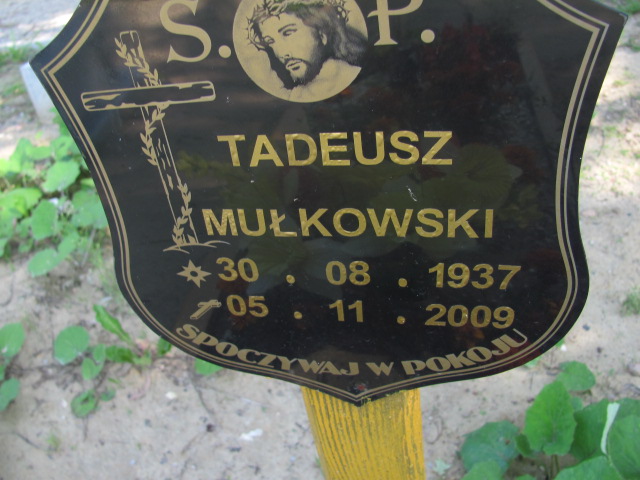 S. P.
TADEUSZ
MUŁKOWSKI
30 . 08 . 1937
05 . 11 . 2009
SPOCZYWAJ W POKOJU